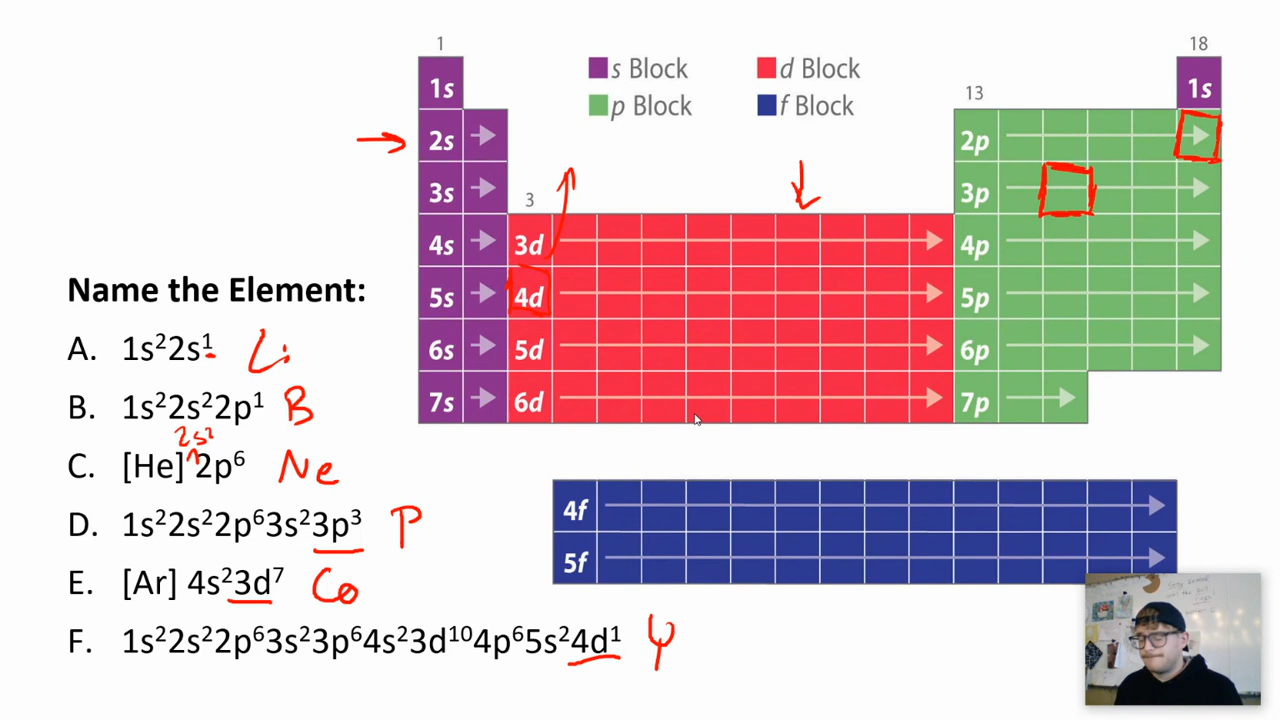 1 18
s Block d Block
p Block f Block
1s 1s
13
2s 2p
3s 3p
3
4s 3d 4p
5s 4d 5p
6s 5d 6p
7s 6d 7p
4f
5f
Name the Element:
A. 1s²2s¹ Li
B. 1s²2s²2p¹ B
2s²
C. [He] 2p⁶ Ne
D. 1s²2s²2p⁶3s²3p³ P
E. [Ar] 4s²3d⁷ Co
F. 1s²2s²2p⁶3s²3p⁶4s²3d¹⁰4p⁶5s²4d¹ Y